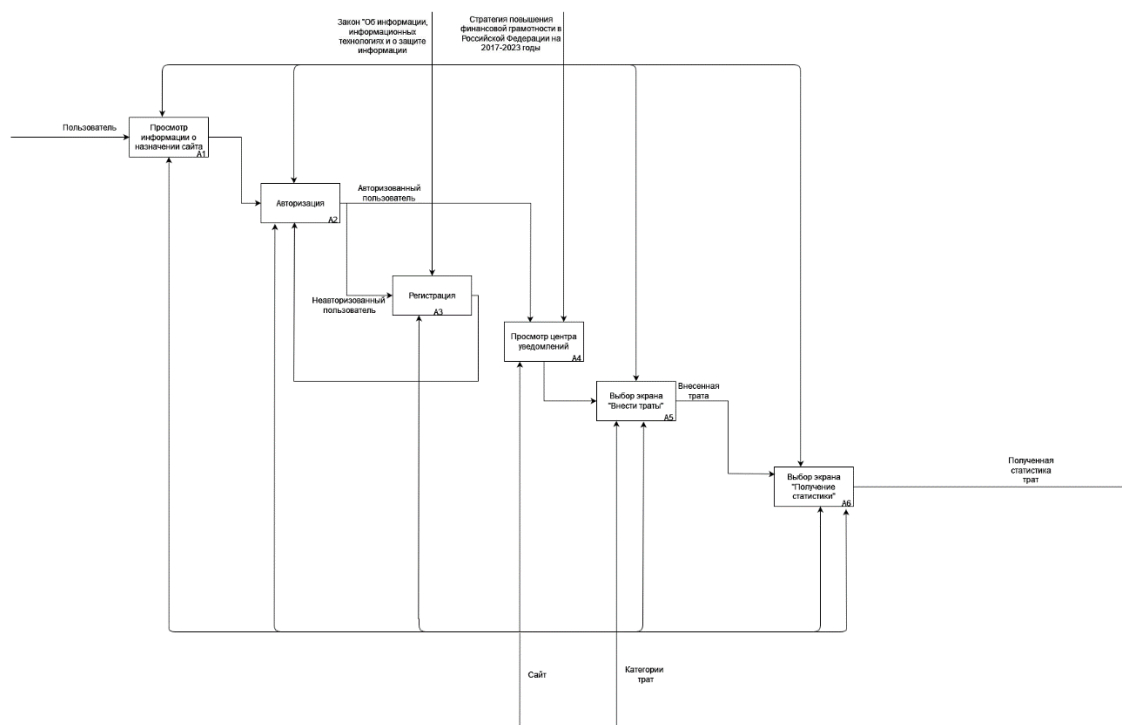 Закон "Об информации,
информационных
технологиях и о защите
информации
Стратегия повышения
финансовой грамотности в
Российской Федерации на
2017-2023 годы
Пользователь
Просмотр
информации о
назначении сайта
A1
Авторизация
A2
Авторизованный
пользователь
Неавторизованный
пользователь
Регистрация
A3
Просмотр центра
уведомлений
A4
Выбор экрана
"Внести траты"
A5
Внесенная
трата
Выбор экрана
"Получение
статистики"
A6
Полученная
статистика
трат
Сайт
Категории
трат